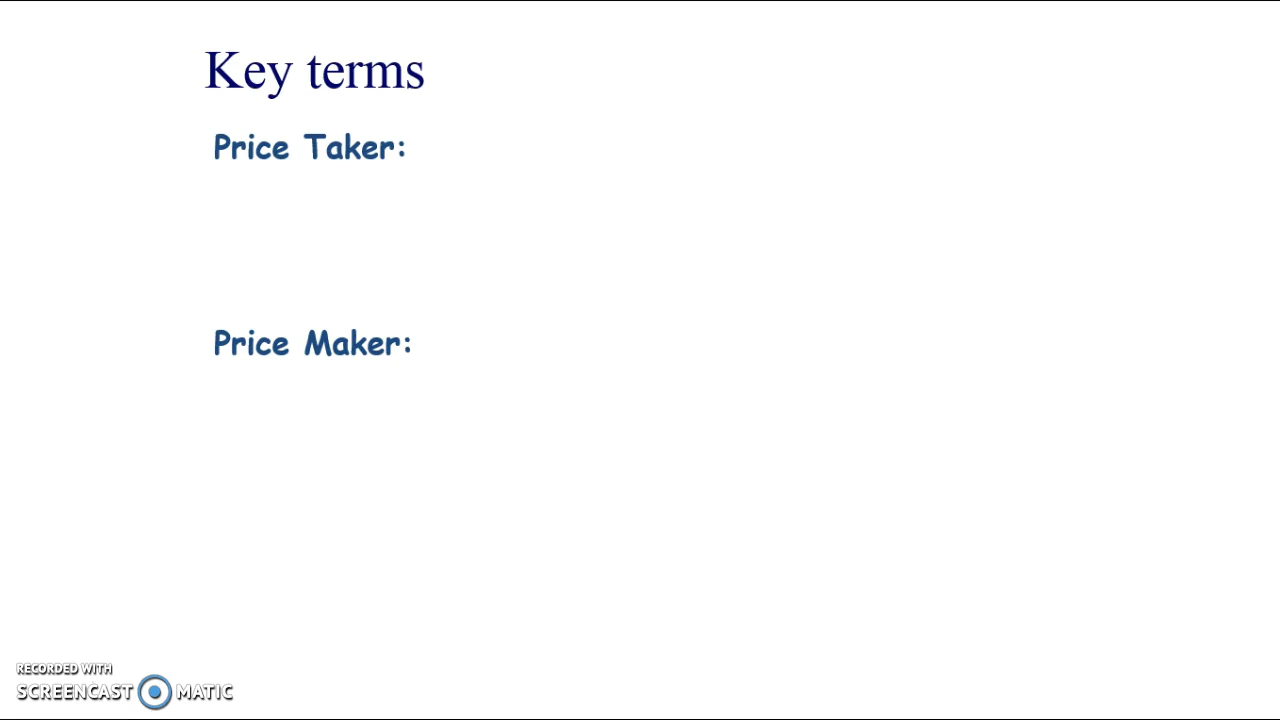 Key terms
Price Taker:
Price Maker:
RECORDED WITH
SCREENCAST MATIC